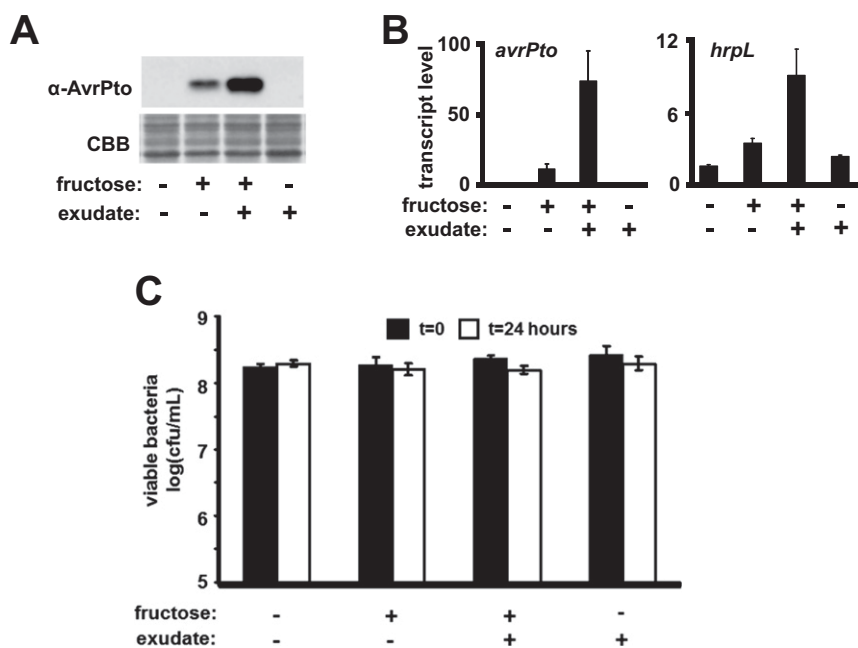 A
α-AvrPto
CBB
fructose: - + + -
exudate: - - + +
B
transcript level
100
50
0
avrPto
12
6
0
hrpL
fructose: - + + - - + + -
exudate: - - + + - - + +
C
viable bacteria
log(cfu/mL)
9
8
7
6
5
t=0 t=24 hours
fructose: - + + -
exudate: - - + +